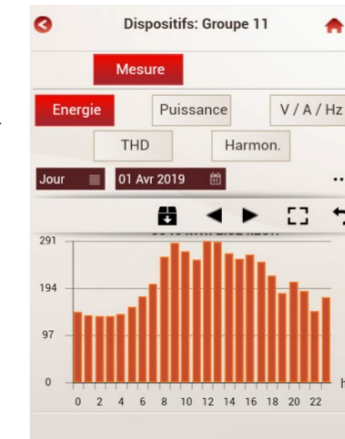 Dispositifs: Groupe 11
Mesure
Energie Puissance V / A / Hz
THD Harmon.
Jour 01 Avr 2019
291
194
97
0
0 2 4 6 8 10 12 14 16 18 20 22